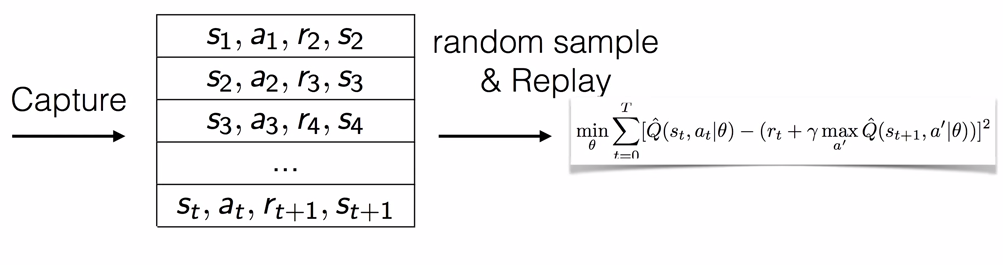 Capture
s₁, a₁, r₂, s₂
s₂, a₂, r₃, s₃
s₃, a₃, r₄, s₄
...
sₜ, aₜ, rₜ₊₁, sₜ₊₁
random sample
& Replay
min_θ ∑_{t=0}^{T} [Q̂(sₜ, aₜ|θ) − (rₜ + γ max_{a′} Q̂(sₜ₊₁, a′|θ))]²